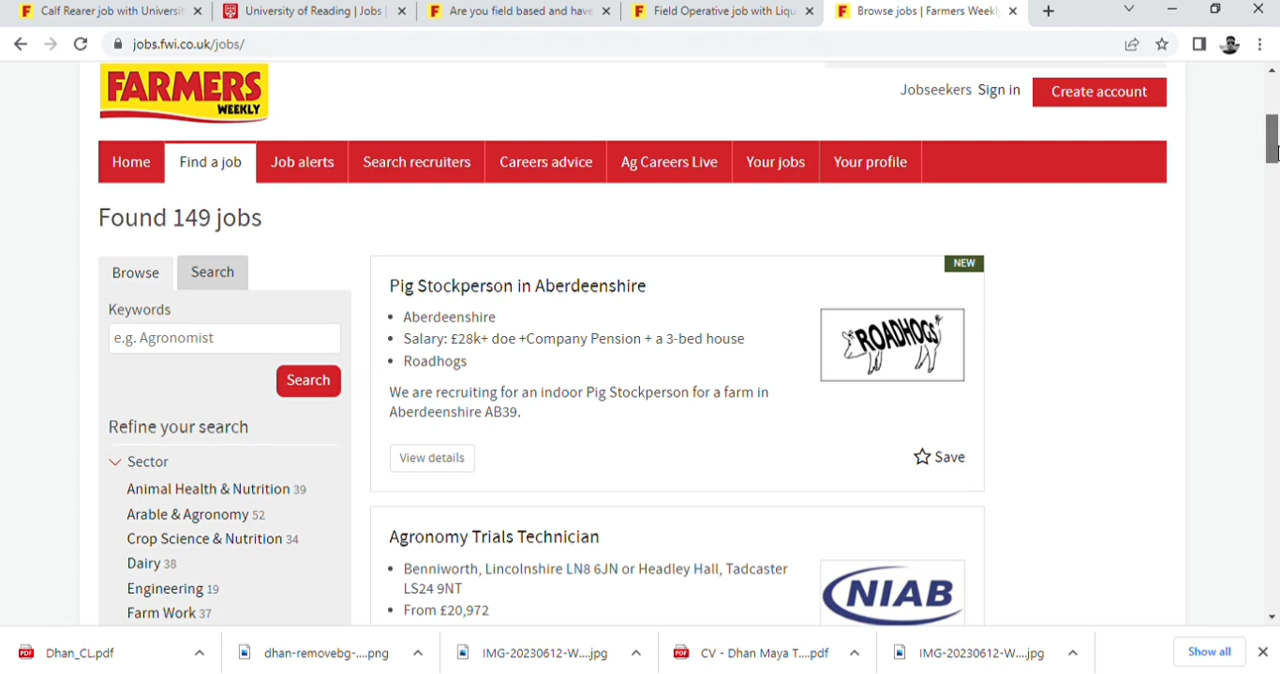 Calf Rearer job with Universit
University of Reading | Jobs |
Are you field based and have
Field Operative job with Liqu
Browse jobs | Farmers Weekly
jobs.fwi.co.uk/jobs/
FARMERS
WEEKLY
Jobseekers Sign in
Create account
Home
Find a job
Job alerts
Search recruiters
Careers advice
Ag Careers Live
Your jobs
Your profile
Found 149 jobs
Browse
Search
Keywords
e.g. Agronomist
Search
Refine your search
Sector
Animal Health & Nutrition 39
Arable & Agronomy 52
Crop Science & Nutrition 34
Dairy 38
Engineering 19
Farm Work 37
NEW
Pig Stockperson in Aberdeenshire
Aberdeenshire
Salary: £28k+ doe +Company Pension + a 3-bed house
Roadhogs
ROADHOGS
We are recruiting for an indoor Pig Stockperson for a farm in
Aberdeenshire AB39.
View details
Save
Agronomy Trials Technician
Benniworth, Lincolnshire LN8 6JN or Headley Hall, Tadcaster
LS24 9NT
From £20,972
NIAB
Dhan_CL.pdf
dhan-removebg-....png
IMG-20230612-W....jpg
CV - Dhan Maya T....pdf
IMG-20230612-W....jpg
Show all